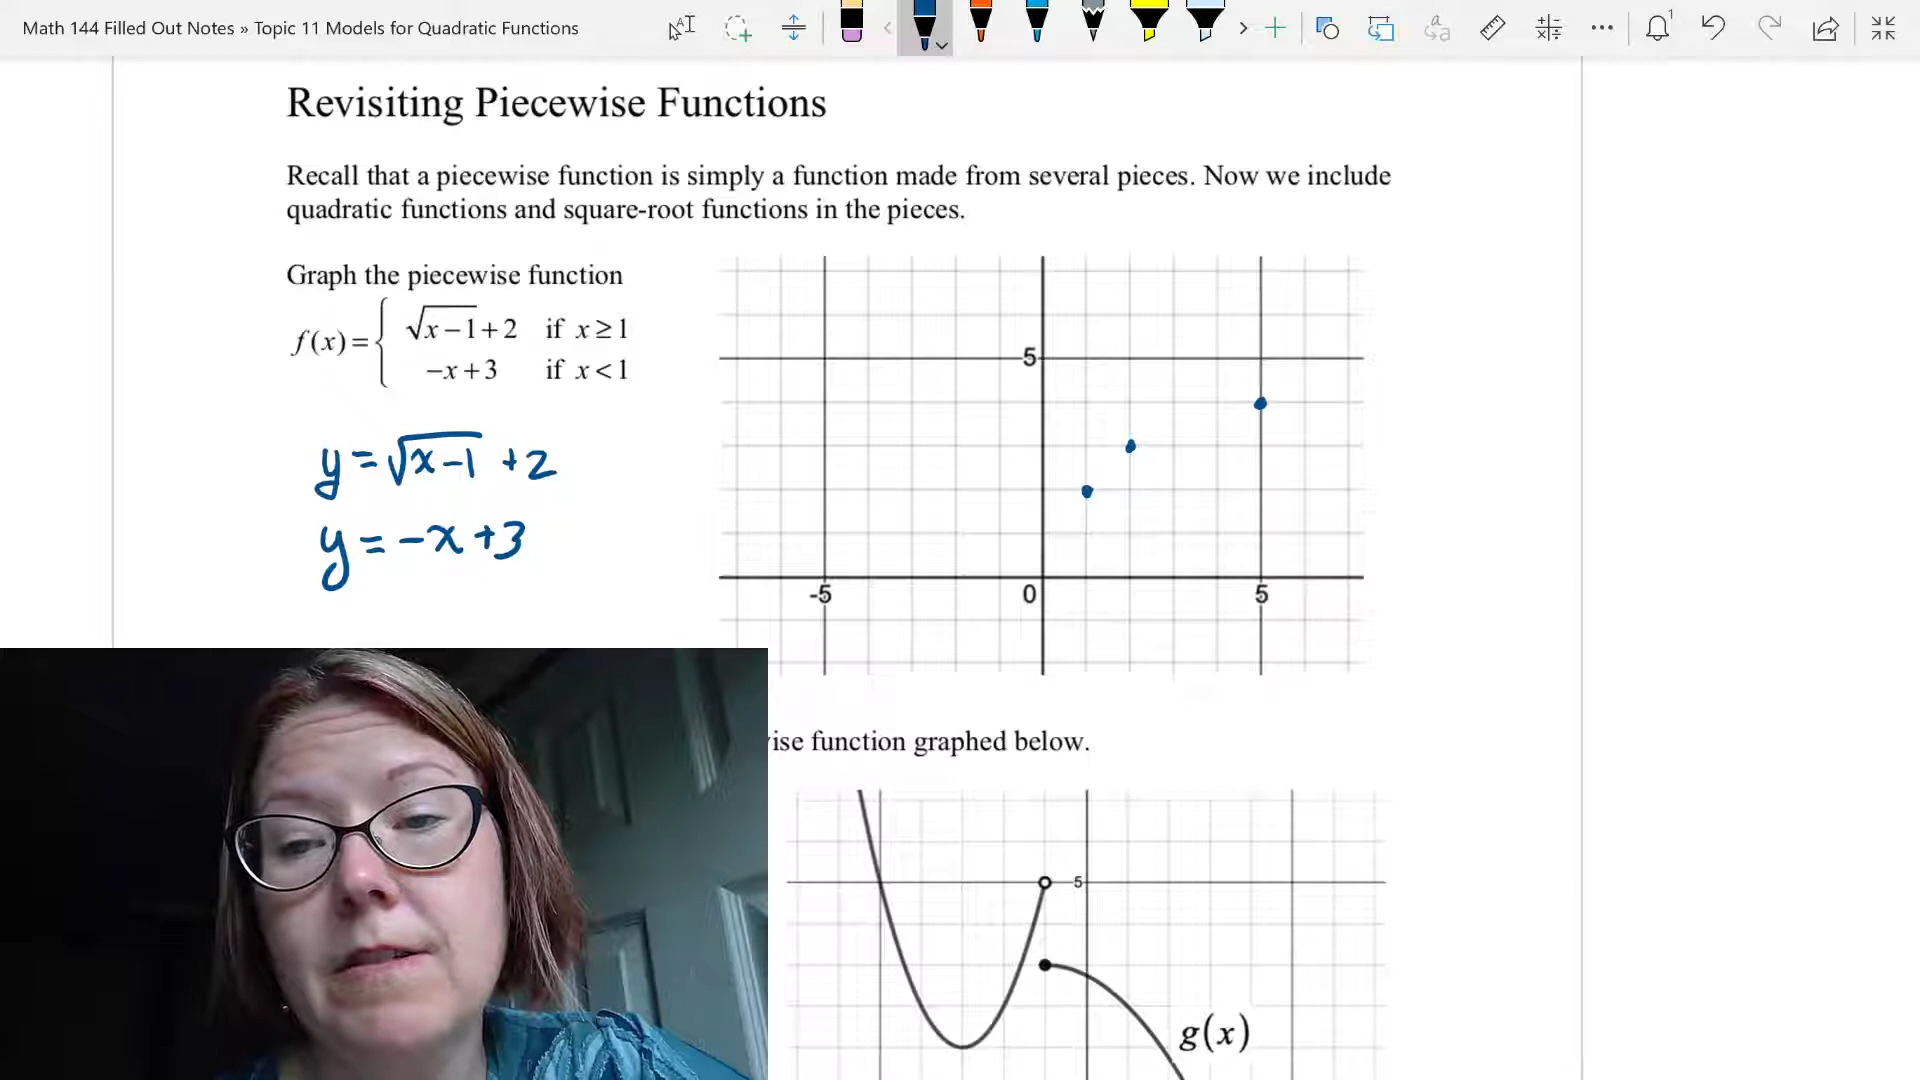 Math 144 Filled Out Notes » Topic 11 Models for Quadratic Functions
Revisiting Piecewise Functions
Recall that a piecewise function is simply a function made from several pieces. Now we include
quadratic functions and square-root functions in the pieces.
Graph the piecewise function
f(x) = { √(x−1) + 2 if x ≥ 1
−x + 3 if x < 1
y = √(x−1) + 2
y = −x + 3
5
-5 0 5
wise function graphed below.
5
g(x)